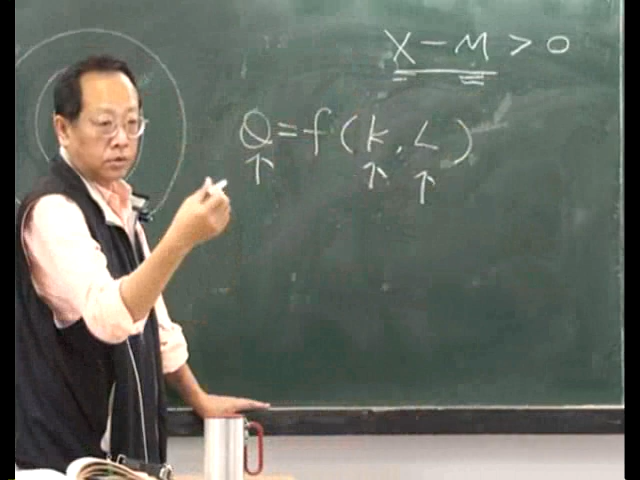 X - M > 0
Q = f ( k , L )
↑ ↑ ↑